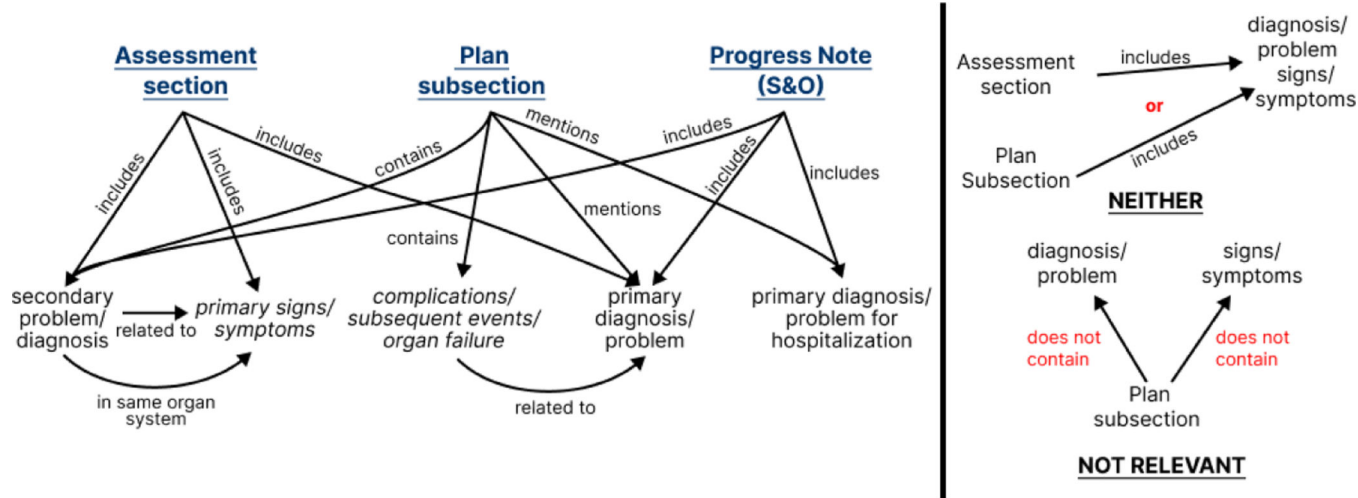 Assessment
section
Plan
subsection
Progress Note
(S&O)
includes
includes
includes
contains
contains
mentions
mentions
includes
includes
includes
secondary
problem/
diagnosis
related to
primary signs/
symptoms
in same organ
system
complications/
subsequent events/
organ failure
related to
primary
diagnosis/
problem
primary diagnosis/
problem for
hospitalization
Assessment
section
includes
diagnosis/
problem
signs/
symptoms
or
Plan
Subsection
includes
NEITHER
diagnosis/
problem
signs/
symptoms
does not
contain
does not
contain
Plan
subsection
NOT RELEVANT